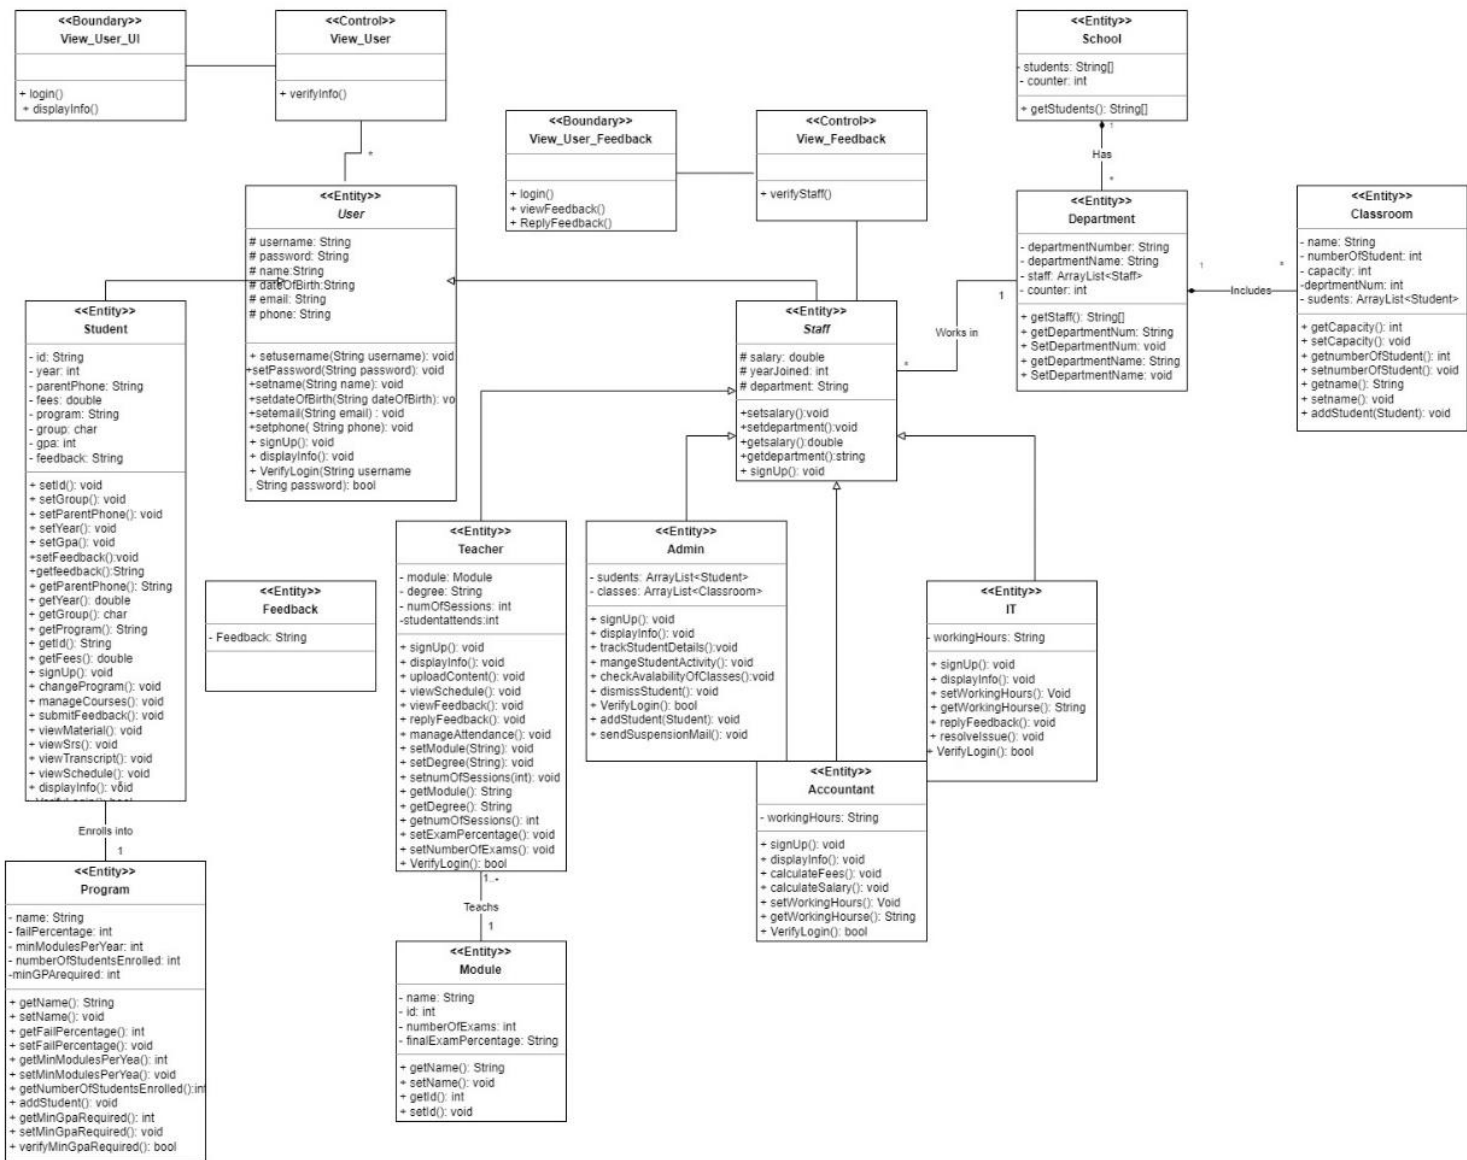 <<Boundary>>
View_User_UI
+ login()
+ displayInfo()
<<Control>>
View_User
+ verifyInfo()
*
<<Boundary>>
View_User_Feedback
+ login()
+ viewFeedback()
+ ReplyFeedback()
<<Control>>
View_Feedback
+ verifyStaff()
<<Entity>>
School
- students: String[]
- counter: int
+ getStudents(): String[]
1
Has
*
<<Entity>>
Department
- departmentNumber: String
- departmentName: String
- staff: ArrayList<Staff>
- counter: int
+ getStaff(): String[]
+ getDepartmentNum: String
+ SetDepartmentNum: void
+ getDepartmentName: String
+ SetDepartmentName: void
1
Includes
*
<<Entity>>
Classroom
- name: String
- numberOfStudent: int
- capacity: int
-deprtmentNum: int
- sudents: ArrayList<Student>
+ getCapacity(): int
+ setCapacity(): void
+ getnumberOfStudent(): int
+ setnumberOfStudent(): void
+ getname(): String
+ setname(): void
+ addStudent(Student): void
<<Entity>>
User
# username: String
# password: String
# name:String
# dateOfBirth:String
# email: String
# phone: String
+ setusername(String username): void
+setPassword(String password): void
+setname(String name): void
+setdateOfBirth(String dateOfBirth): vo
+setemail(String email) : void
+setphone( String phone): void
+ signUp(): void
+ displayInfo(): void
+ VerifyLogin(String username
, String password): bool
<<Entity>>
Staff
# salary: double
# yearJoined: int
# department: String
+setsalary():void
+setdepartment():void
+getsalary():double
+getdepartment():string
+ signUp(): void
*
Works in
1
<<Entity>>
Student
- id: String
- year: int
- parentPhone: String
- fees: double
- program: String
- group: char
- gpa: int
- feedback: String
+ setId(): void
+ setGroup(): void
+ setParentPhone(): void
+ setYear(): void
+ setGpa(): void
+setFeedback():void
+getfeedback():String
+ getParentPhone(): String
+ getYear(): double
+ getGroup(): char
+ getProgram(): String
+ getId(): String
+ getFees(): double
+ signUp(): void
+ changeProgram(): void
+ manageCourses(): void
+ submitFeedback(): void
+ viewMaterial(): void
+ viewSrs(): void
+ viewTranscript(): void
+ viewSchedule(): void
+ displayInfo(): void
Enrolls into
1
<<Entity>>
Feedback
- Feedback: String
<<Entity>>
Teacher
- module: Module
- degree: String
- numOfSessions: int
-studentattends:int
+ signUp(): void
+ displayInfo(): void
+ uploadContent(): void
+ viewSchedule(): void
+ viewFeedback(): void
+ replyFeedback(): void
+ manageAttendance(): void
+ setModule(String): void
+ setDegree(String): void
+ setnumOfSessions(int): void
+ getModule(): String
+ getDegree(): String
+ getnumOfSessions(): int
+ setExamPercentage(): void
+ setNumberOfExams(): void
+ VerifyLogin(): bool
1..*
Teachs
1
<<Entity>>
Admin
- sudents: ArrayList<Student>
- classes: ArrayList<Classroom>
+ signUp(): void
+ displayInfo(): void
+ trackStudentDetails():void
+ mangeStudentActivity(): void
+ checkAvalabilityOfClasses():void
+ dismissStudent(): void
+ VerifyLogin(): bool
+ addStudent(Student): void
+ sendSuspensionMail(): void
<<Entity>>
IT
- workingHours: String
+ signUp(): void
+ displayInfo(): void
+ setWorkingHours(): Void
+ getWorkingHourse(): String
+ replyFeedback(): void
+ resolveIssue(): void
+ VerifyLogin(): bool
<<Entity>>
Accountant
- workingHours: String
+ signUp(): void
+ displayInfo(): void
+ calculateFees(): void
+ calculateSalary(): void
+ setWorkingHours(): Void
+ getWorkingHourse(): String
+ VerifyLogin(): bool
<<Entity>>
Program
- name: String
- failPercentage: int
- minModulesPerYear: int
- numberOfStudentsEnrolled: int
-minGPArequired: int
+ getName(): String
+ setName(): void
+ getFailPercentage(): int
+ setFailPercentage(): void
+ getMinModulesPerYea(): int
+ setMinModulesPerYea(): void
+ getNumberOfStudentsEnrolled():int
+ addStudent(): void
+ getMinGpaRequired(): int
+ setMinGpaRequired(): void
+ verifyMinGpaRequired(): bool
<<Entity>>
Module
- name: String
- id: int
- numberOfExams: int
- finalExamPercentage: String
+ getName(): String
+ setName(): void
+ getId(): int
+ setId(): void